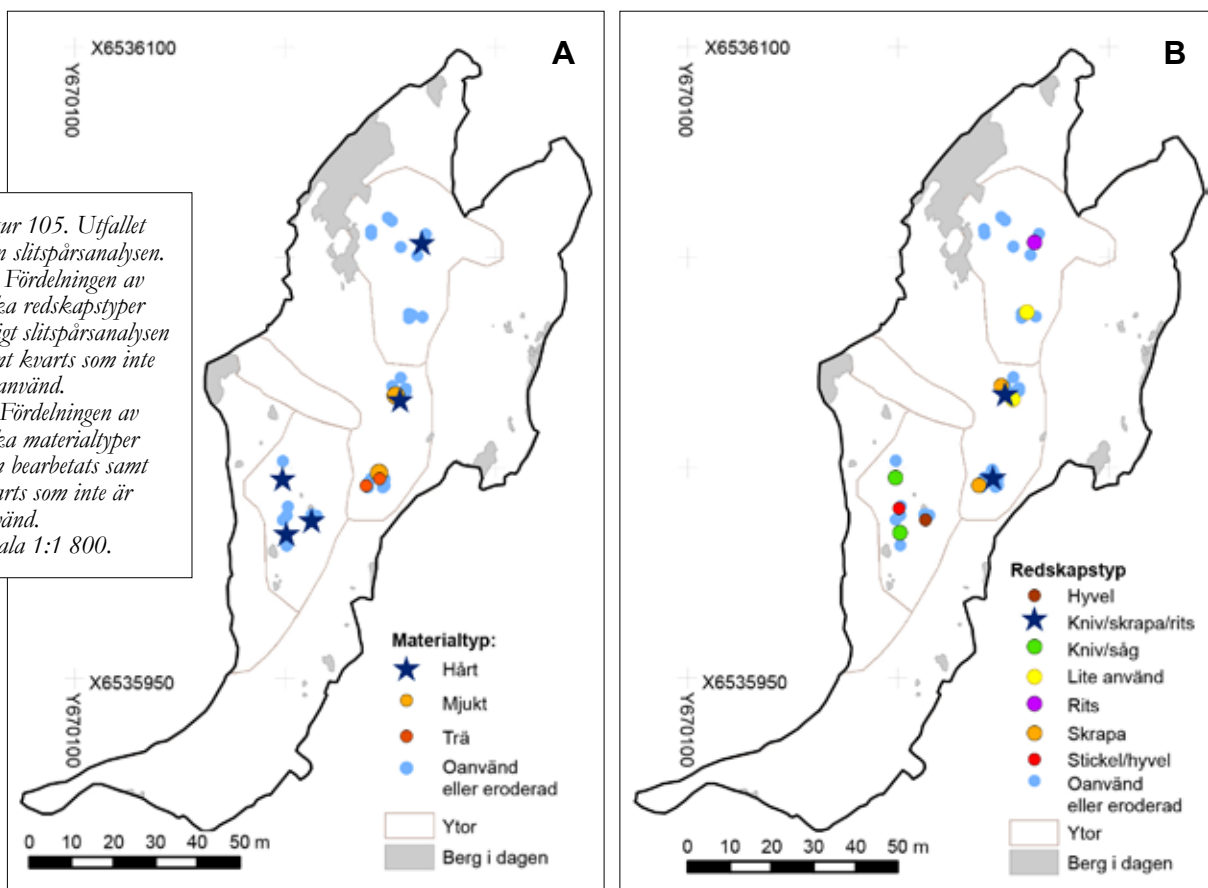 A
X6536100
Y670100
ur 105. Utfallet
n slitspårsanalysen.
Fördelningen av
ka redskapstyper
igt slitspårsanalysen
nt kvarts som inte
använd.
Fördelningen av
ka materialtyper
n bearbetats samt
arts som inte är
vänd.
ala 1:1 800.
Materialtyp:
Hårt
Mjukt
Trä
Oanvänd
eller eroderad
Ytor
Berg i dagen
X6535950
Y670100
0 10 20 30 40 50 m
B
X6536100
Y670100
Redskapstyp
Hyvel
Kniv/skrapa/rits
Kniv/såg
Lite använd
Rits
Skrapa
Stickel/hyvel
Oanvänd
eller eroderad
Ytor
Berg i dagen
X6535950
Y670100
0 10 20 30 40 50 m